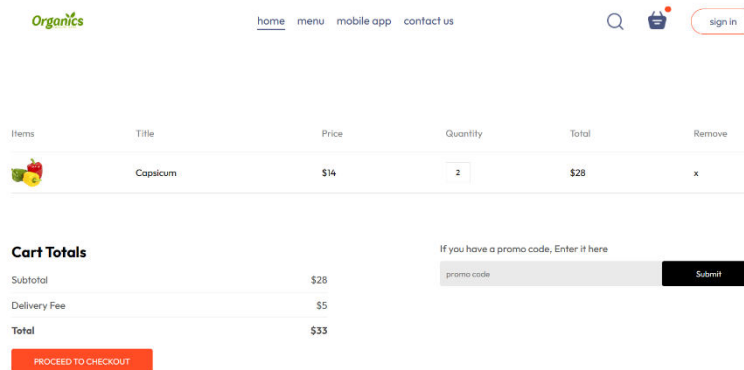 Organics
home menu mobile app contact us
sign in
Items Title Price Quantity Total Remove
Capsicum $14 2 $28 x
Cart Totals
Subtotal $28
Delivery Fee $5
Total $33
PROCEED TO CHECKOUT
If you have a promo code, Enter it here
promo code Submit